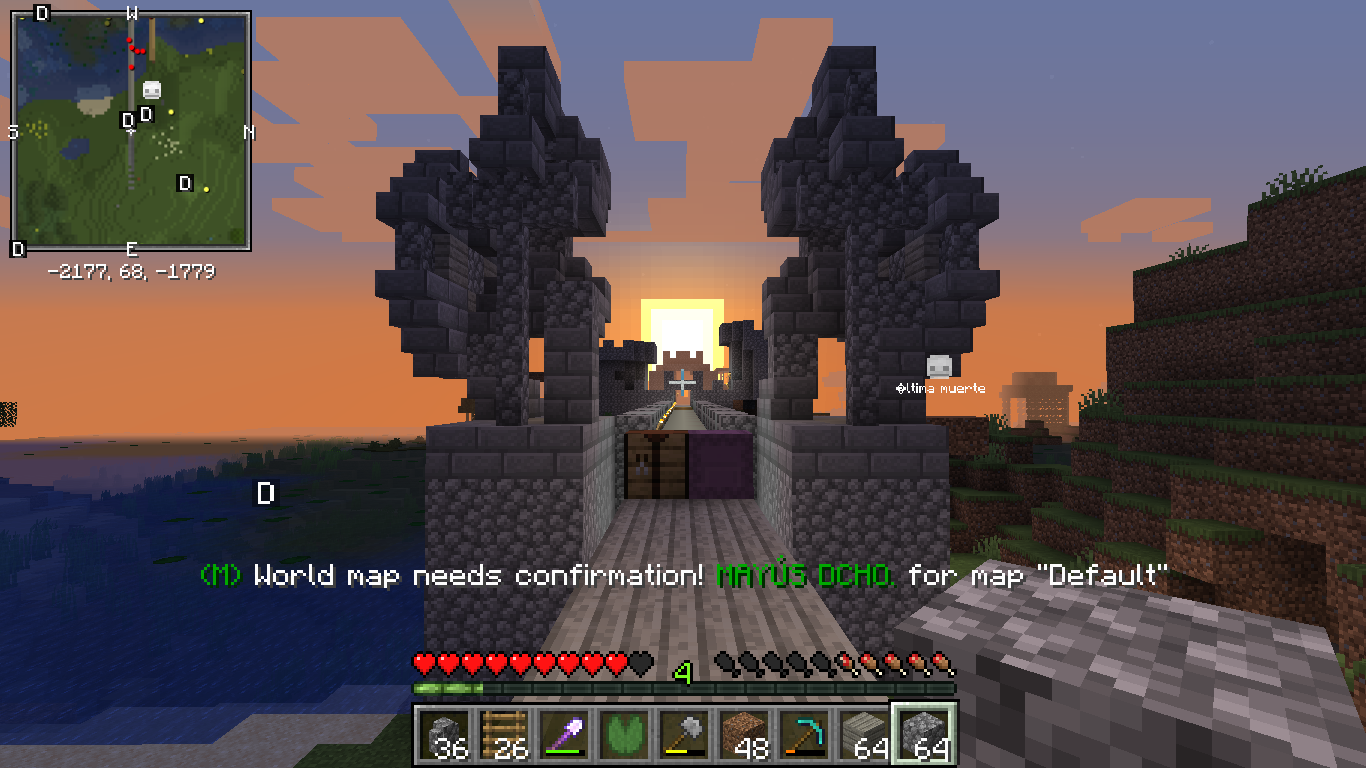 D
W
D
D
S
N
D
D
E
-2177, 68, -1779
�ltima muerte
D
(M) World map needs confirmation! MAYÚS DCHO. for map "Default"
4
36
26
48
64
64